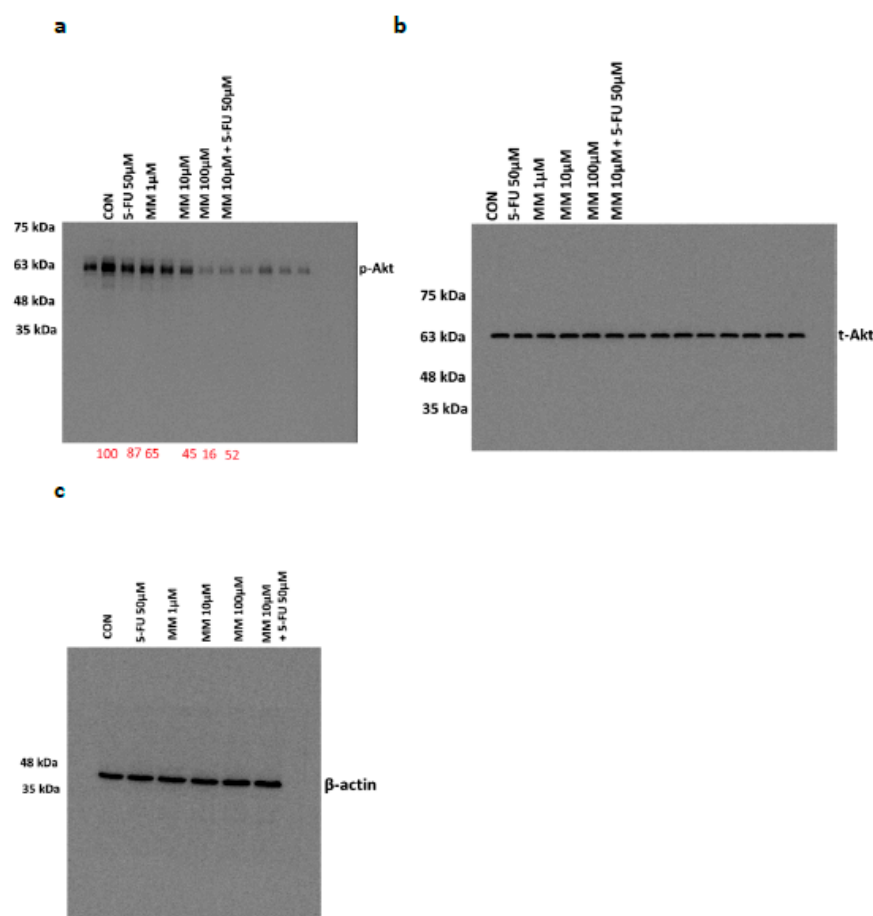 a
CON
5-FU 50µM
MM 1µM
MM 10µM
MM 100µM
MM 10µM + 5-FU 50µM
75 kDa
63 kDa
48 kDa
35 kDa
p-Akt
100 87 65 45 16 52
b
CON
5-FU 50µM
MM 1µM
MM 10µM
MM 100µM
MM 10µM + 5-FU 50µM
75 kDa
63 kDa
48 kDa
35 kDa
t-Akt
c
CON
5-FU 50µM
MM 1µM
MM 10µM
MM 100µM
MM 10µM
+ 5-FU 50µM
48 kDa
35 kDa
β-actin